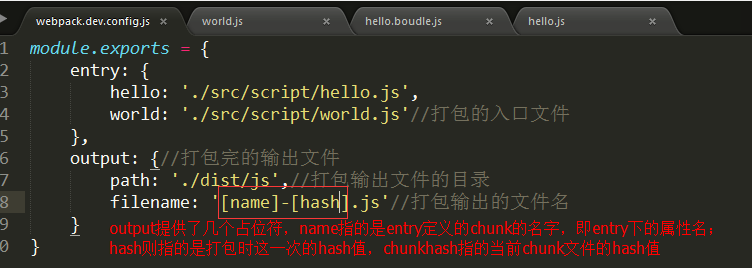 webpack.dev.config.js × world.js × hello.boudle.js × hello.js ×
1 module.exports = {
2 entry: {
3 hello: './src/script/hello.js',
4 world: './src/script/world.js'//打包的入口文件
5 },
6 output: {//打包完的输出文件
7 path: './dist/js',//打包输出文件的目录
8 filename: '[name]-[hash].js'//打包输出的文件名
9 }
output提供了几个占位符，name指的是entry定义的chunk的名字，即entry下的属性名；
0 }
hash则指的是打包时这一次的hash值，chunkhash指的当前chunk文件的hash值